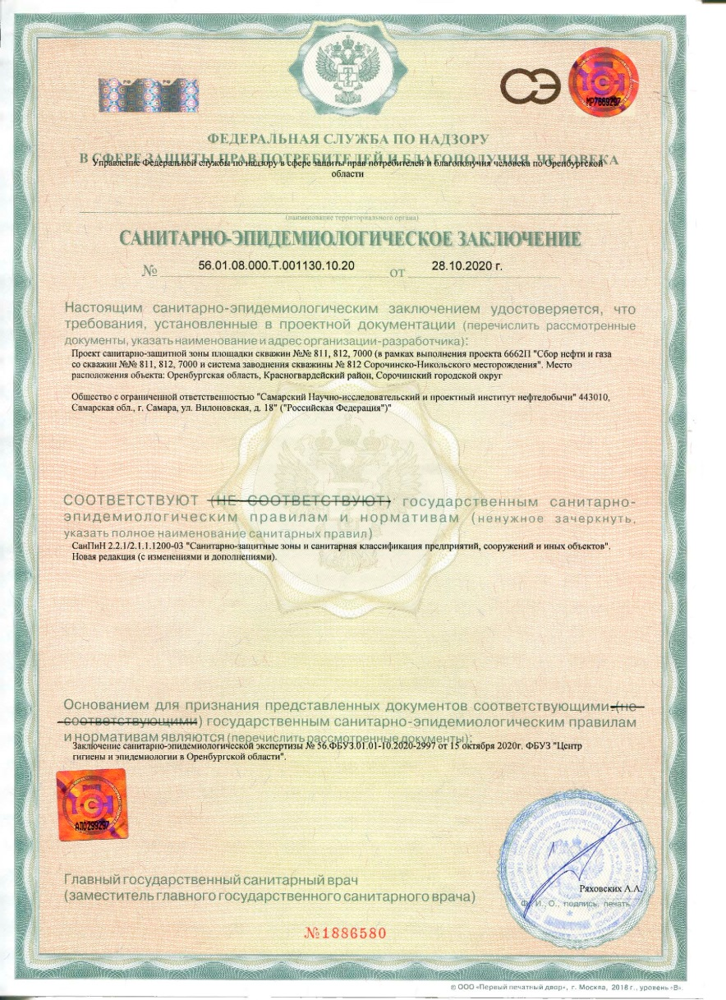 СЭ
МР7669297
ФЕДЕРАЛЬНАЯ СЛУЖБА ПО НАДЗОРУ
В СФЕРЕ ЗАЩИТЫ ПРАВ ПОТРЕБИТЕЛЕЙ И БЛАГОПОЛУЧИЯ ЧЕЛОВЕКА
Управление Федеральной службы по надзору в сфере защиты прав потребителей и благополучия человека по Оренбургской
области
(наименование территориального органа)
САНИТАРНО-ЭПИДЕМИОЛОГИЧЕСКОЕ ЗАКЛЮЧЕНИЕ
№ 56.01.08.000.Т.001130.10.20 от 28.10.2020 г.
Настоящим санитарно-эпидемиологическим заключением удостоверяется, что
требования, установленные в проектной документации (перечислить рассмотренные
документы, указать наименование и адрес организации-разработчика):
Проект санитарно-защитной зоны площадки скважин №№ 811, 812, 7000 (в рамках выполнения проекта 6662П "Сбор нефти и газа
со скважин №№ 811, 812, 7000 и система заводнения скважины № 812 Сорочинско-Никольского месторождения". Место
расположения объекта: Оренбургская область, Красногвардейский район, Сорочинский городской округ
Общество с ограниченной ответственностью "Самарский Научно-исследовательский и проектный институт нефтедобычи" 443010,
Самарская обл., г. Самара, ул. Вилоновская, д. 18" ("Российская Федерация")"
СООТВЕТСТВУЮТ (НЕ СООТВЕТСТВУЮТ) государственным санитарно-
эпидемиологическим правилам и нормативам (ненужное зачеркнуть,
указать полное наименование санитарных правил)
СанПиН 2.2.1/2.1.1.1200-03 "Санитарно-защитные зоны и санитарная классификация предприятий, сооружений и иных объектов".
Новая редакция (с изменениями и дополнениями).
Основанием для признания представленных документов соответствующими (не
соответствующими) государственным санитарно-эпидемиологическим правилам
и нормативам являются (перечислить рассмотренные документы):
Заключение санитарно-эпидемиологической экспертизы № 56.ФБУЗ.01.01-10.2020-2997 от 15 октября 2020г. ФБУЗ "Центр
гигиены и эпидемиологии в Оренбургской области".
АЛ0299297
Главный государственный санитарный врач
(заместитель главного государственного санитарного врача)
Ряховских А.А.
Ф. И. О., подпись, печать
№1886580
© ООО «Первый печатный двор», г. Москва, 2018 г., уровень «В».